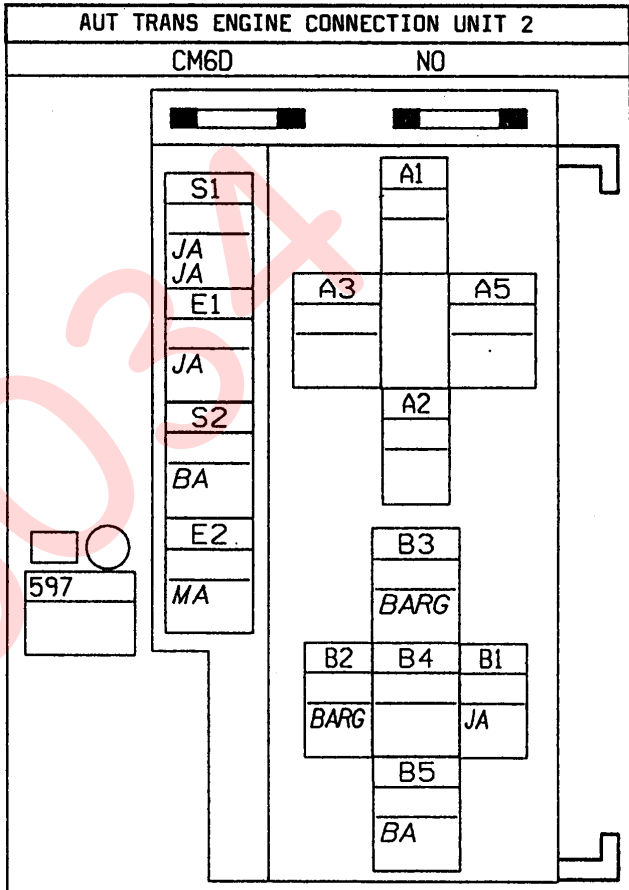 AUT TRANS ENGINE CONNECTION UNIT 2
CM6D NO
S1
JA
JA
E1
JA
S2
BA
E2
MA
597
A1
A3 A5
A2
B3
BARG
B2 B4 B1
BARG JA
B5
BA